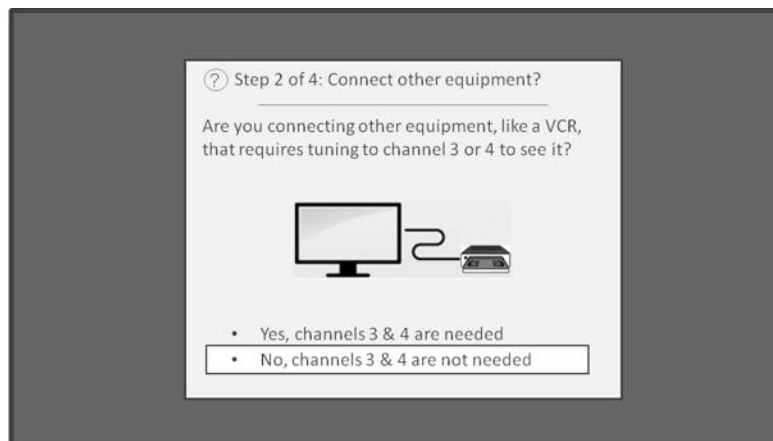 ? Step 2 of 4: Connect other equipment?
Are you connecting other equipment, like a VCR,
that requires tuning to channel 3 or 4 to see it?
• Yes, channels 3 & 4 are needed
• No, channels 3 & 4 are not needed